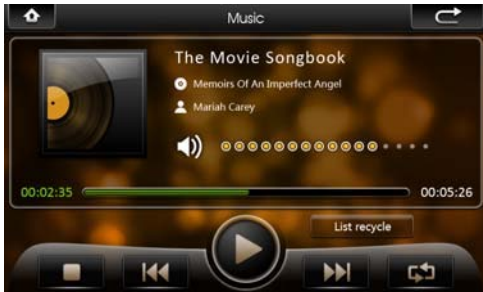 Music
The Movie Songbook
Memoirs Of An Imperfect Angel
Mariah Carey
00:02:35
00:05:26
List recycle